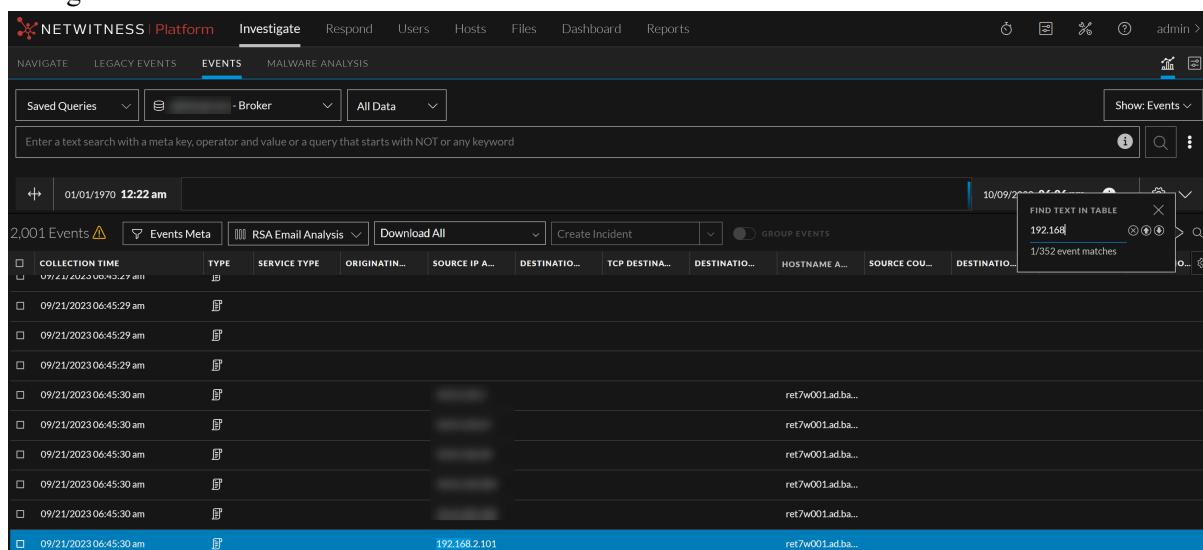 NETWITNESS Platform Investigate Respond Users Hosts Files Dashboard Reports admin >
NAVIGATE LEGACY EVENTS EVENTS MALWARE ANALYSIS
Saved Queries - Broker All Data Show: Events
Enter a text search with a meta key, operator and value or a query that starts with NOT or any keyword
01/01/1970 12:22 am
FIND TEXT IN TABLE
192.168
1/352 event matches
2,001 Events Events Meta RSA Email Analysis Download All Create Incident GROUP EVENTS
COLLECTION TIME TYPE SERVICE TYPE ORIGINATIN... SOURCE IP A... DESTINATIO... TCP DESTINA... DESTINATIO... HOSTNAME A... SOURCE COU... DESTINATIO...
09/21/2023 06:45:29 am
09/21/2023 06:45:29 am
09/21/2023 06:45:29 am
09/21/2023 06:45:29 am
09/21/2023 06:45:30 am ret7w001.ad.ba...
09/21/2023 06:45:30 am ret7w001.ad.ba...
09/21/2023 06:45:30 am ret7w001.ad.ba...
09/21/2023 06:45:30 am ret7w001.ad.ba...
09/21/2023 06:45:30 am ret7w001.ad.ba...
09/21/2023 06:45:30 am 192.168.2.101 ret7w001.ad.ba...